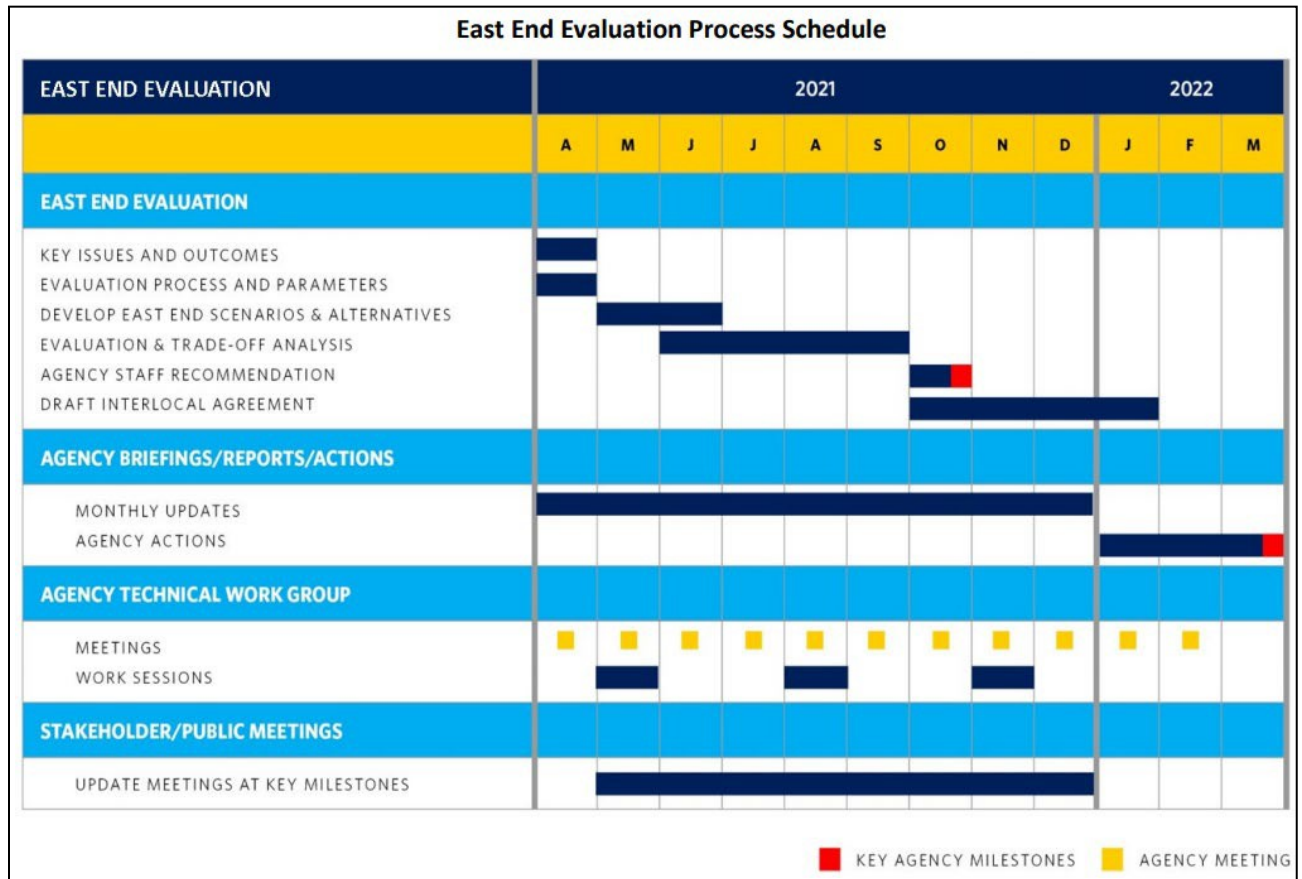 East End Evaluation Process Schedule
EAST END EVALUATION 2021 2022
A M J J A S O N D J F M
EAST END EVALUATION
KEY ISSUES AND OUTCOMES
EVALUATION PROCESS AND PARAMETERS
DEVELOP EAST END SCENARIOS & ALTERNATIVES
EVALUATION & TRADE-OFF ANALYSIS
AGENCY STAFF RECOMMENDATION
DRAFT INTERLOCAL AGREEMENT
AGENCY BRIEFINGS/REPORTS/ACTIONS
MONTHLY UPDATES
AGENCY ACTIONS
AGENCY TECHNICAL WORK GROUP
MEETINGS
WORK SESSIONS
STAKEHOLDER/PUBLIC MEETINGS
UPDATE MEETINGS AT KEY MILESTONES
KEY AGENCY MILESTONES AGENCY MEETING